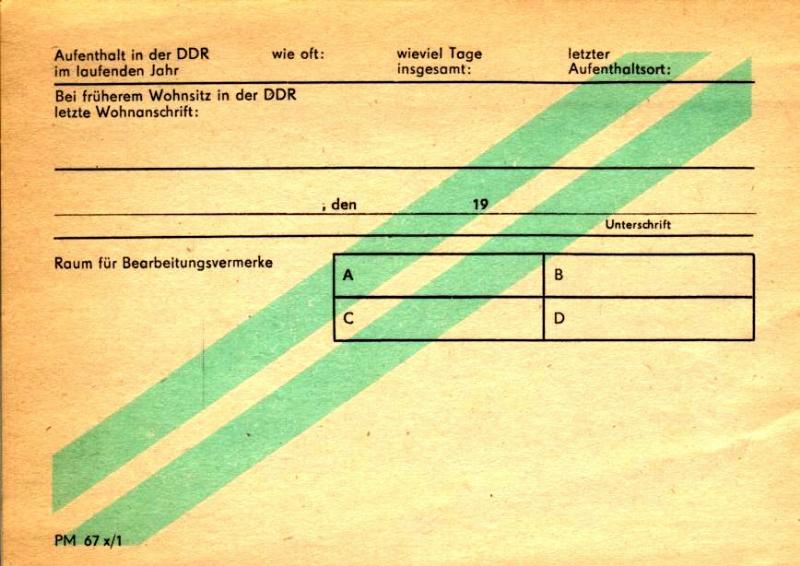 Aufenthalt in der DDR wie oft: wieviel Tage letzter
im laufenden Jahr insgesamt: Aufenthaltsort:
Bei früherem Wohnsitz in der DDR
letzte Wohnanschrift:
, den 19
Unterschrift
Raum für Bearbeitungsvermerke
A B
C D
PM 67 x/1